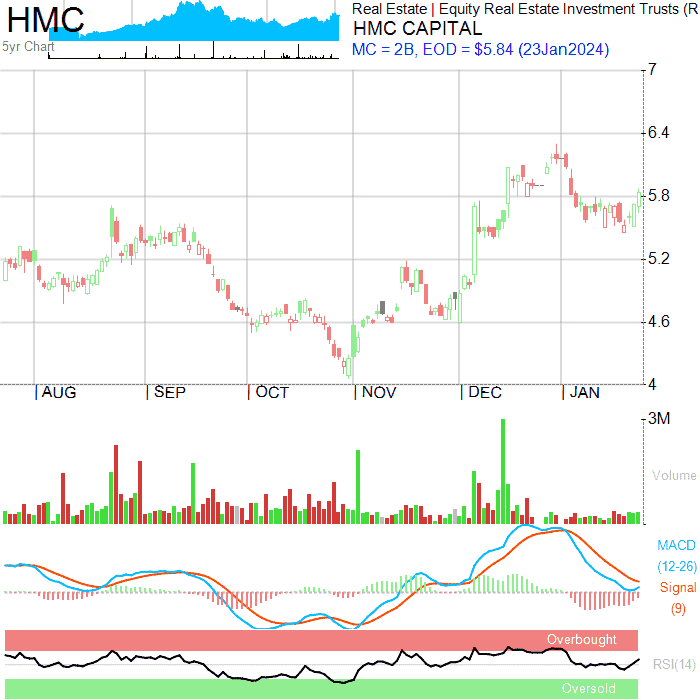 HMC
Real Estate | Equity Real Estate Investment Trusts (R
HMC CAPITAL
5yr Chart
MC = 2B, EOD = $5.84 (23Jan2024)
7
6.4
5.8
5.2
4.6
4
| AUG | SEP | OCT | NOV | DEC | JAN
3M
Volume
MACD
(12-26)
Signal
(9)
Overbought
RSI(14)
Oversold